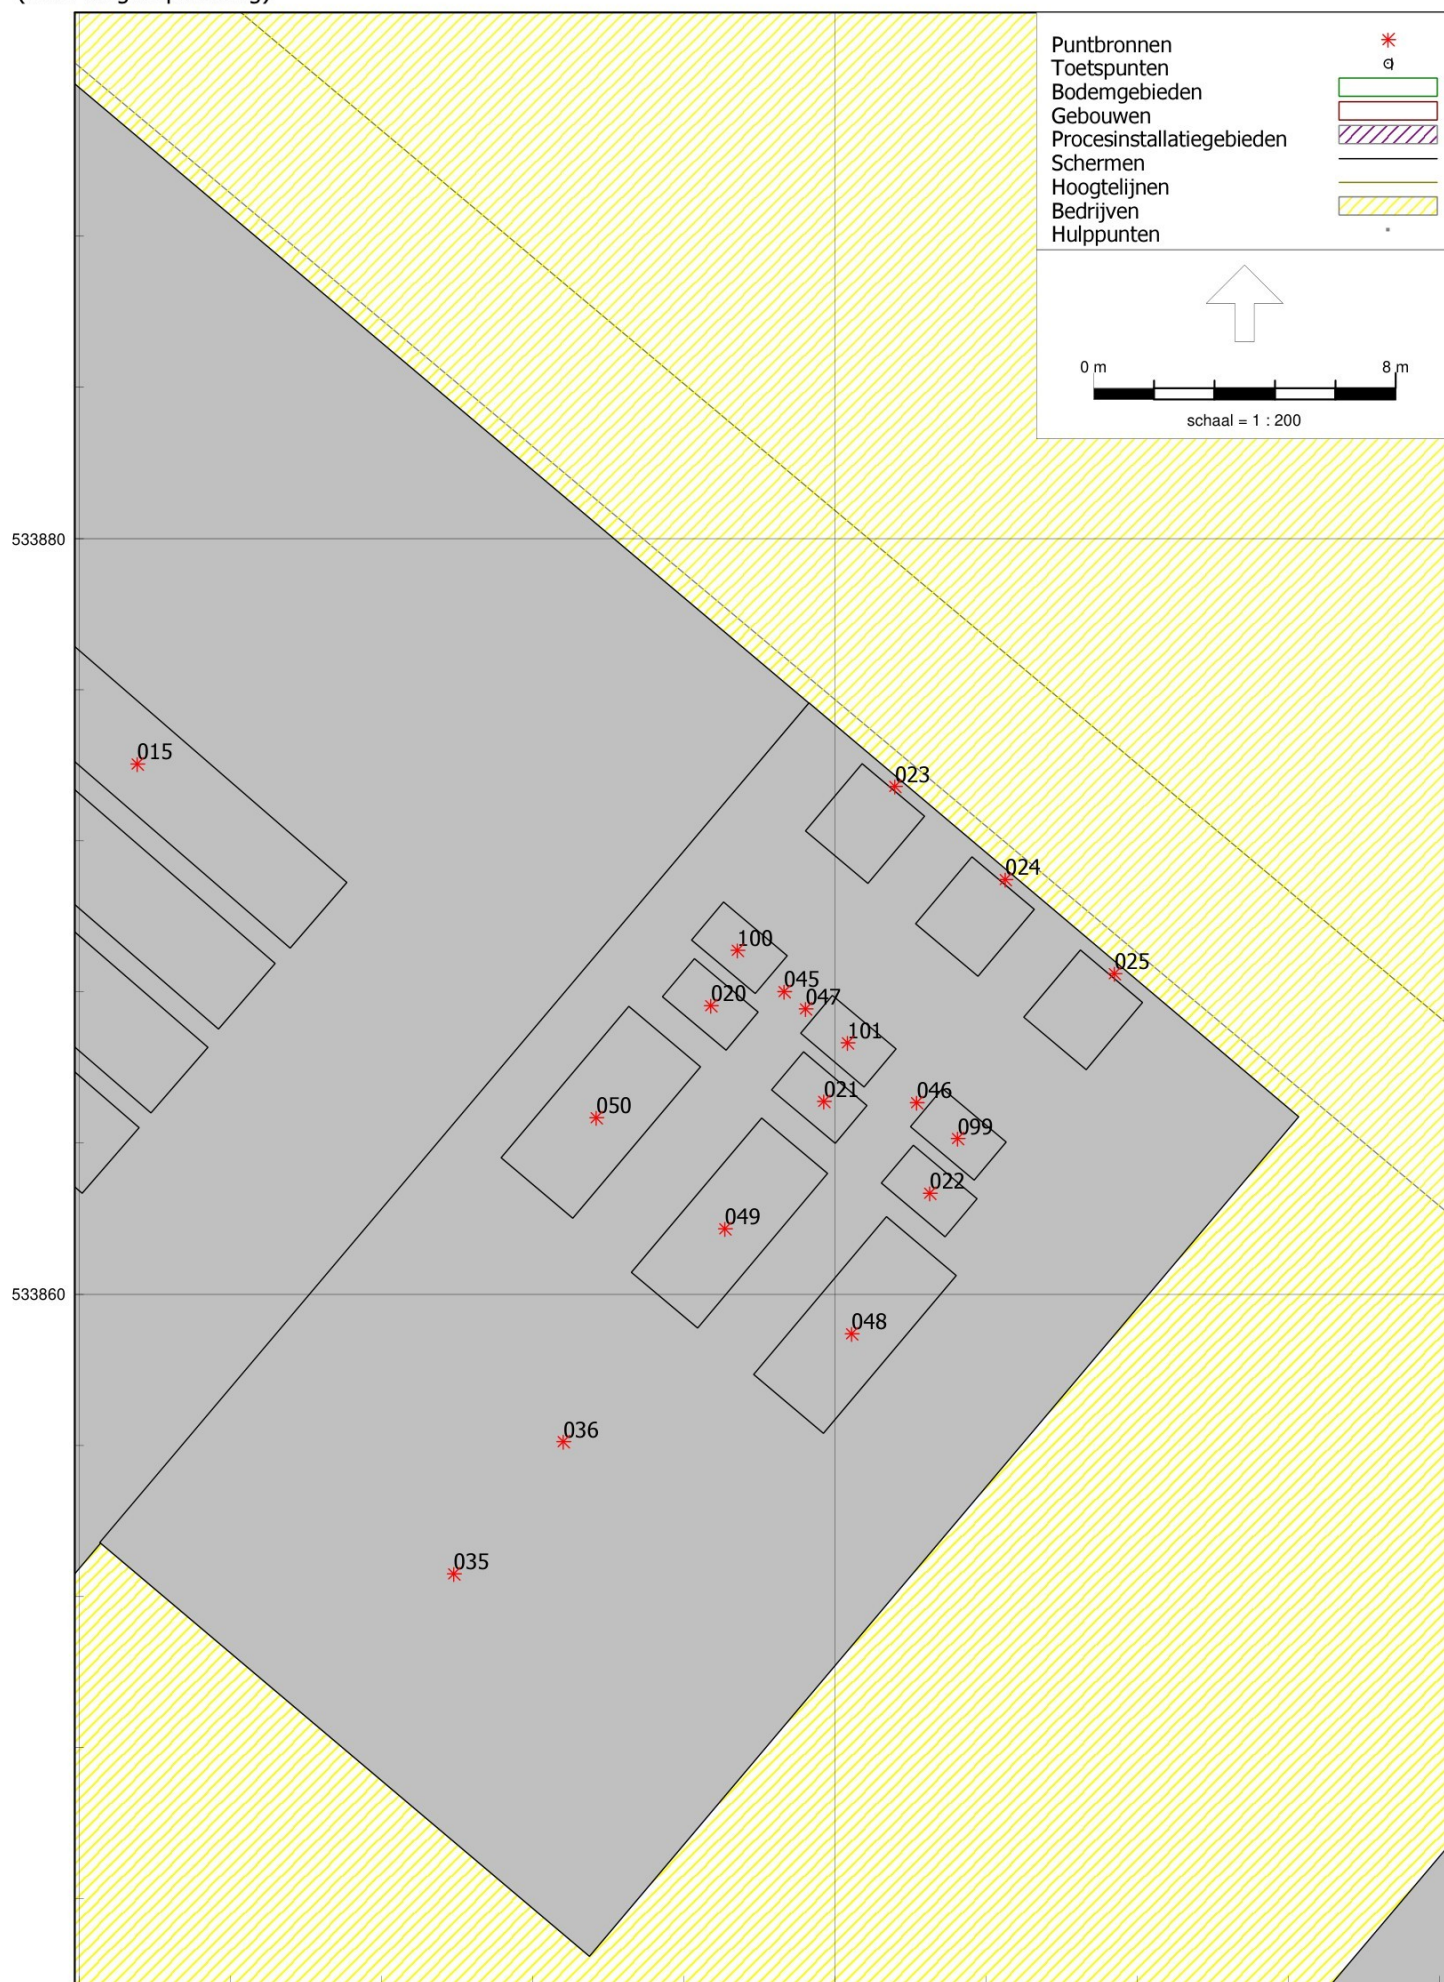 Puntbronnen
Toetspunten
Bodemgebieden
Gebouwen
Procesinstallatiegebieden
Schermen
Hoogtelijnen
Bedrijven
Hulppunten
0 m 8 m
schaal = 1 : 200
533880
015
023
024
100
025
045
020
047
101
021
046
050
099
022
049
533860
048
036
035